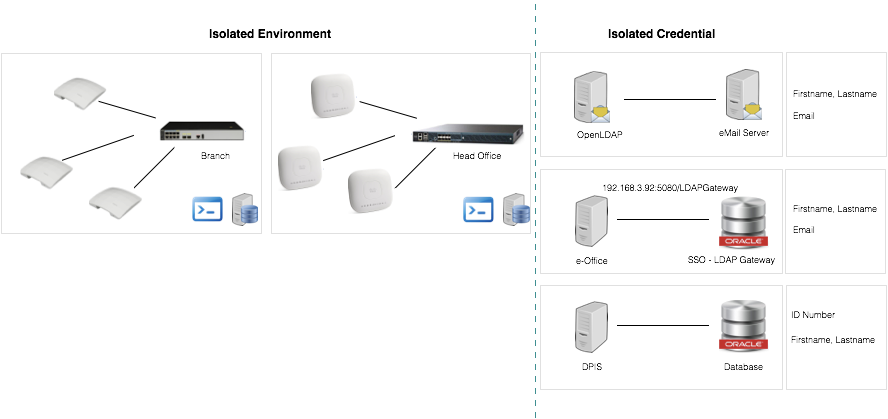 Isolated Environment
Isolated Credential
Branch
Head Office
OpenLDAP
eMail Server
Firstname, Lastname
Email
192.168.3.92:5080/LDAPGateway
e-Office
ORACLE
SSO - LDAP Gateway
Firstname, Lastname
Email
DPIS
ORACLE
Database
ID Number
Firstname, Lastname